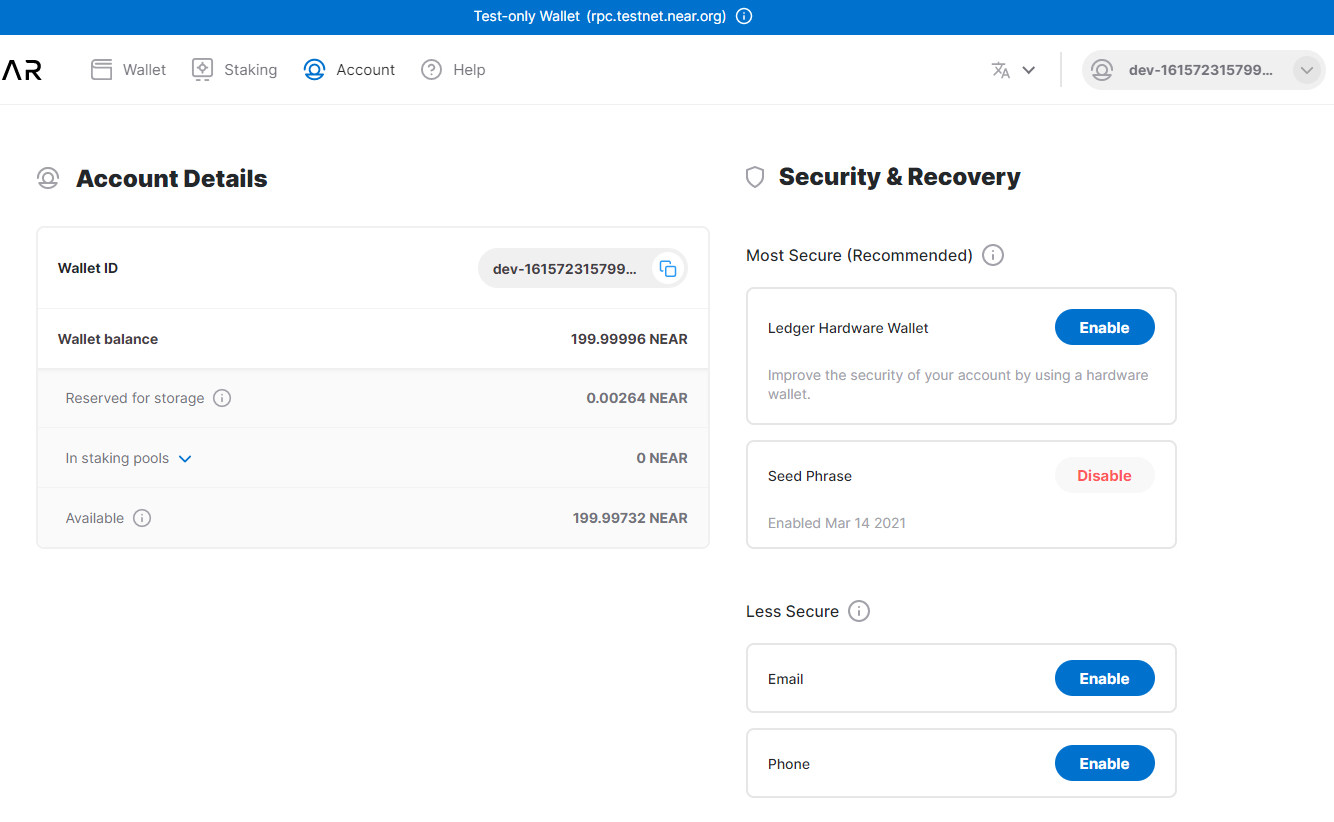 Test-only Wallet (rpc.testnet.near.org)
AR
Wallet
Staking
Account
Help
dev-161572315799...
Account Details
Wallet ID
dev-161572315799...
Wallet balance
199.99996 NEAR
Reserved for storage
0.00264 NEAR
In staking pools
0 NEAR
Available
199.99732 NEAR
Security & Recovery
Most Secure (Recommended)
Ledger Hardware Wallet
Enable
Improve the security of your account by using a hardware
wallet.
Seed Phrase
Disable
Enabled Mar 14 2021
Less Secure
Email
Enable
Phone
Enable